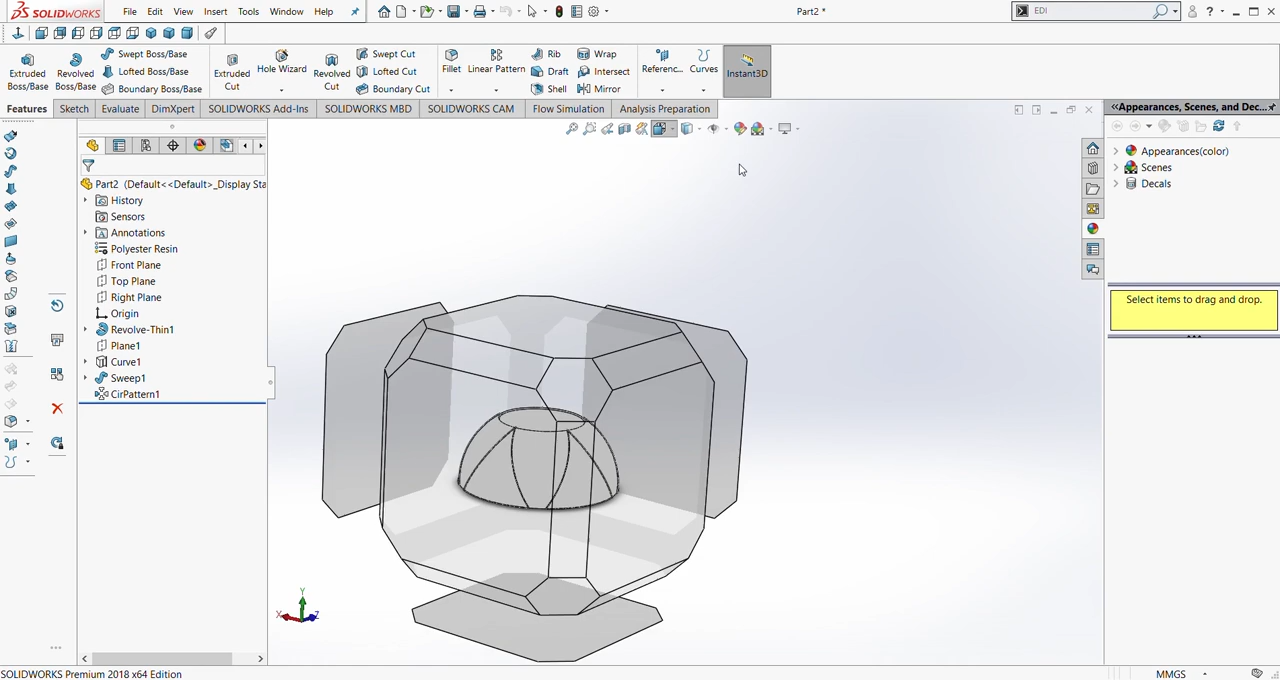 SOLIDWORKS File Edit View Insert Tools Window Help Part2 * EDI ?
Extruded Boss/Base
Revolved Boss/Base
Swept Boss/Base
Lofted Boss/Base
Boundary Boss/Base
Extruded Cut
Hole Wizard
Revolved Cut
Swept Cut
Lofted Cut
Boundary Cut
Fillet
Linear Pattern
Rib
Draft
Shell
Wrap
Intersect
Mirror
Referenc...
Curves
Instant3D
Features Sketch Evaluate DimXpert SOLIDWORKS Add-Ins SOLIDWORKS MBD SOLIDWORKS CAM Flow Simulation Analysis Preparation
Part2 (Default<<Default>_Display Sta
History
Sensors
Annotations
Polyester Resin
Front Plane
Top Plane
Right Plane
Origin
Revolve-Thin1
Plane1
Curve1
Sweep1
CirPattern1
Y
X
Z
«Appearances, Scenes, and Dec...
Appearances(color)
Scenes
Decals
Select items to drag and drop.
SOLIDWORKS Premium 2018 x64 Edition
MMGS